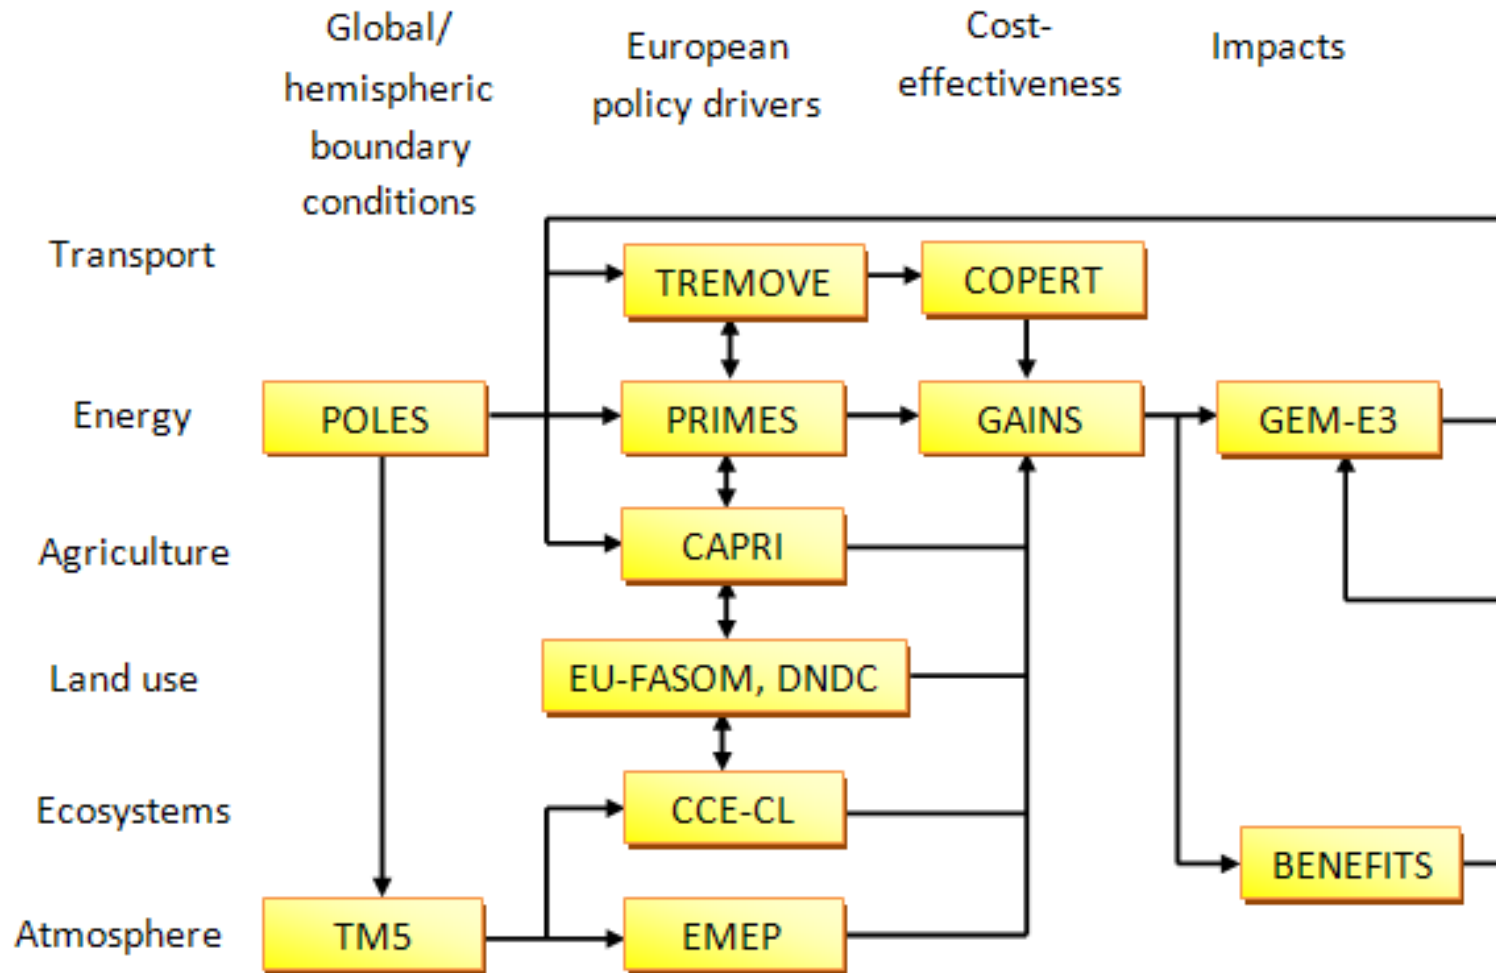 Global/
hemispheric
boundary
conditions
European
policy drivers
Cost-
effectiveness
Impacts
Transport
TREMOVE
COPERT
Energy
POLES
PRIMES
GAINS
GEM-E3
Agriculture
CAPRI
Land use
EU-FASOM, DNDC
Ecosystems
CCE-CL
BENEFITS
Atmosphere
TM5
EMEP